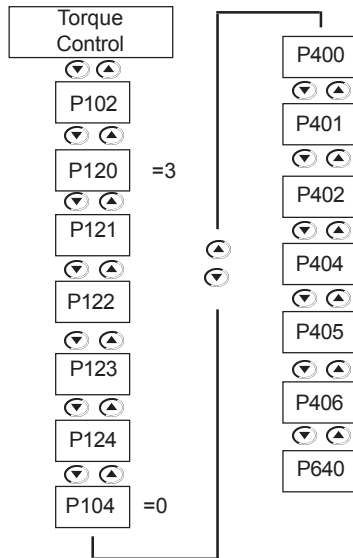 Torque
Control
P102
P120 =3
P121
P122
P123
P124
P104 =0
P400
P401
P402
P404
P405
P406
P640